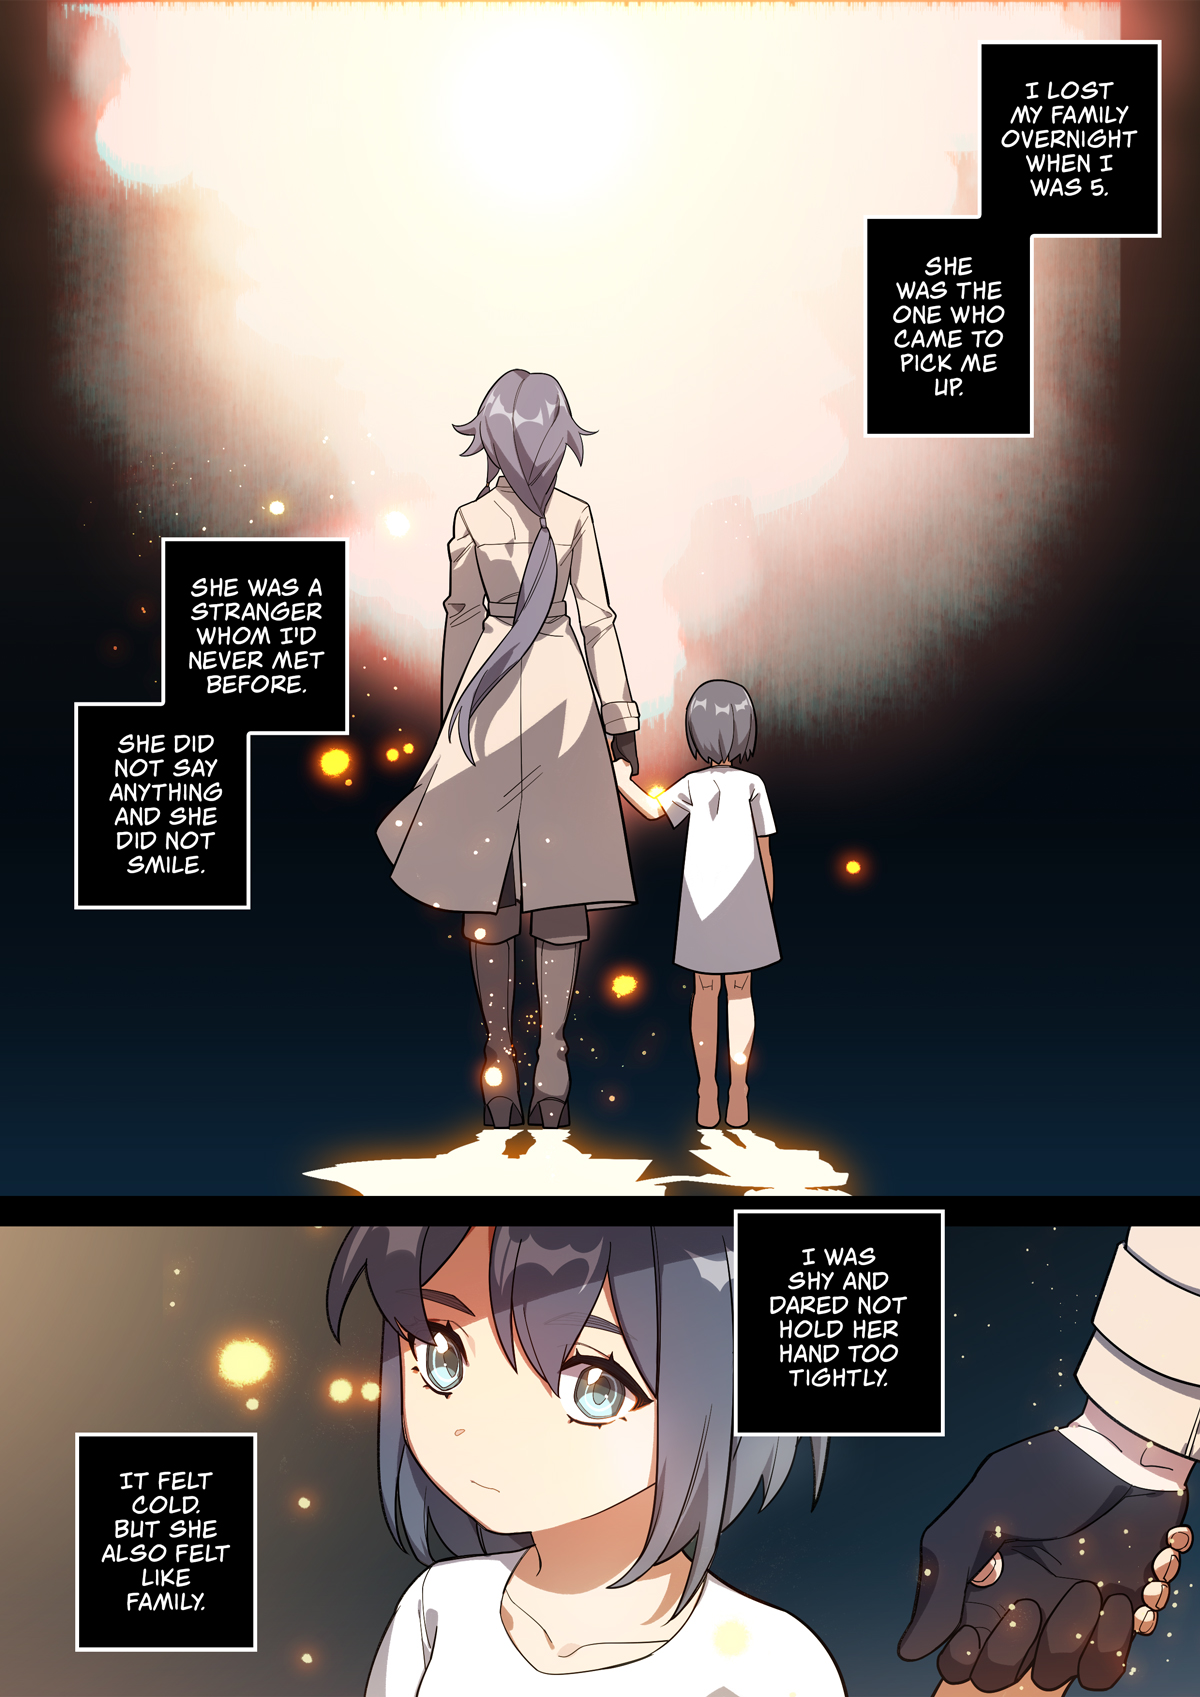 I LOST
MY FAMILY
OVERNIGHT
WHEN I
WAS 5.
SHE
WAS THE
ONE WHO
CAME TO
PICK ME
UP.
SHE WAS A
STRANGER
WHOM I'D
NEVER MET
BEFORE.
SHE DID
NOT SAY
ANYTHING
AND SHE
DID NOT
SMILE.
I WAS
SHY AND
DARED NOT
HOLD HER
HAND TOO
TIGHTLY.
IT FELT
COLD.
BUT SHE
ALSO FELT
LIKE
FAMILY.